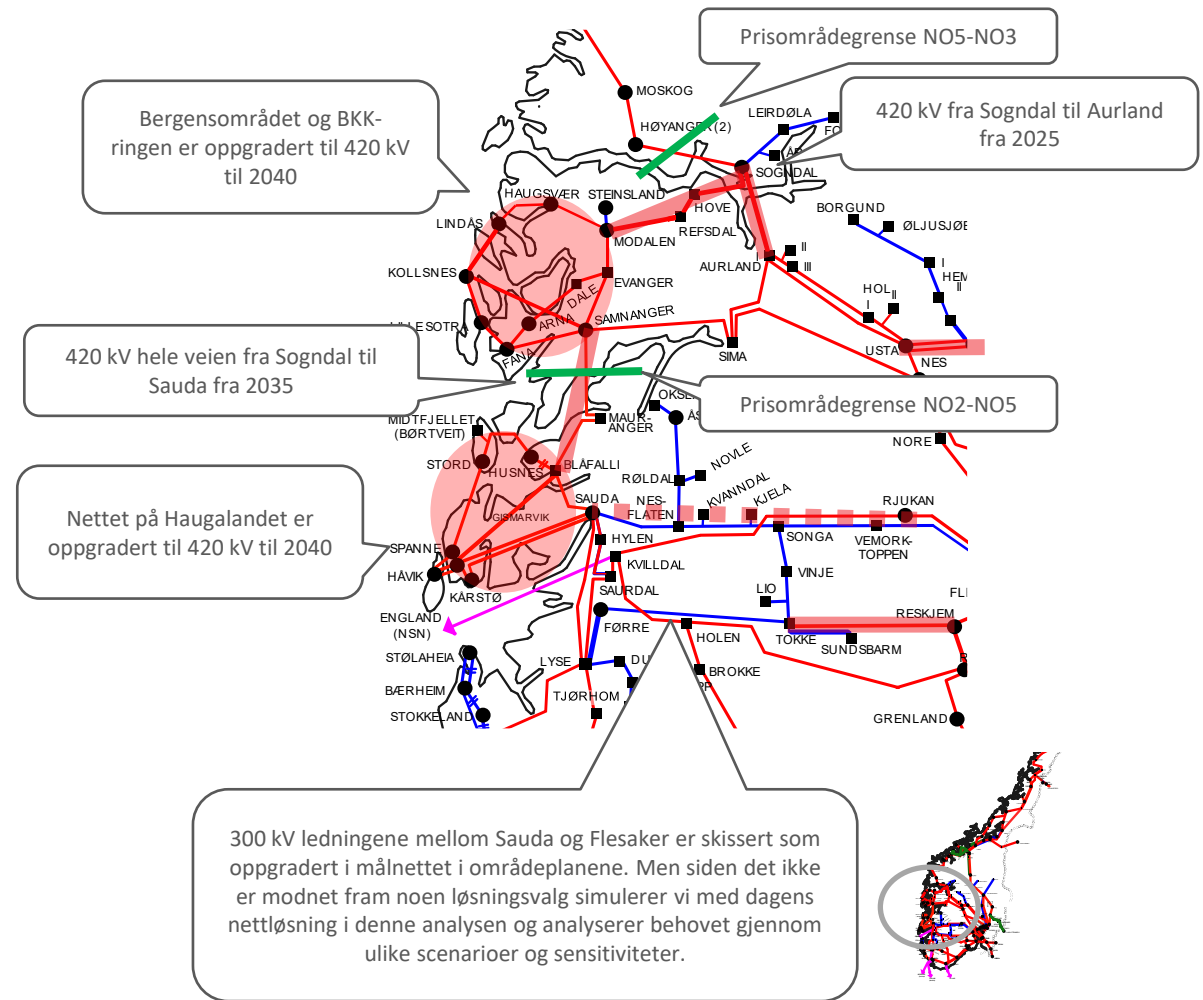 Prisområdegrense NO5-NO3
Bergensområdet og BKK-
ringen er oppgradert til 420 kV
til 2040
420 kV fra Sogndal til Aurland
fra 2025
420 kV hele veien fra Sogndal til
Sauda fra 2035
Prisområdegrense NO2-NO5
Nettet på Haugalandet er
oppgradert til 420 kV til 2040
MOSKOG
HØYANGER (2)
LEIRDØLA
SOGNDAL
HAUGSVÆR
STEINSLAND
HOVE
LINDÅS
REFSDAL
BORGUND
MODALEN
II
AURLAND
I
III
KOLLSNES
EVANGER
DALE
HOL
II
I
I
II
ARNA
SAMNANGER
FANA
SIMA
USTA
NES
MIDTFJELLET
(BØRTVEIT)
MAUR-
ANGER
NORE
STORD
HUSNES
BLÅFALLI
NOVLE
RØLDAL
SAUDA
NES-
FLATEN
KVANNDAL
KJELA
RJUKAN
GISMARVIK
SPANNE
HYLEN
SONGA
VEMORK-
TOPPEN
HÅVIK
KVILLDAL
KÅRSTØ
SAURDAL
VINJE
LIO
ENGLAND
(NSN)
FØRRE
RESKJEM
HOLEN
TOKKE
SUNDSBARM
STØLAHEIA
LYSE
BROKKE
BÆRHEIM
TJØRHOM
STOKKELAND
GRENLAND
300 kV ledningene mellom Sauda og Flesaker er skissert som
oppgradert i målnettet i områdeplanene. Men siden det ikke
er modnet fram noen løsningsvalg simulerer vi med dagens
nettløsning i denne analysen og analyserer behovet gjennom
ulike scenarioer og sensitiviteter.